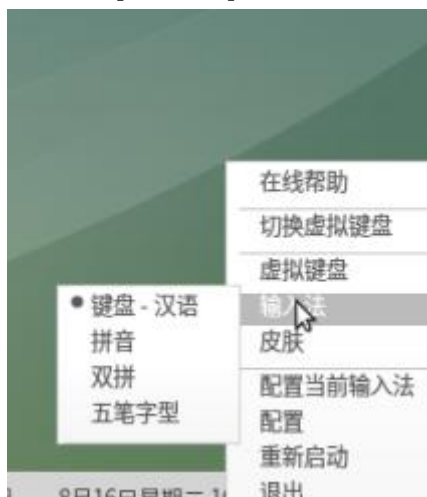 在线帮助
切换虚拟键盘
虚拟键盘
输入法
皮肤
配置当前输入法
配置
重新启动
退出
键盘 - 汉语
拼音
双拼
五笔字型
8月16日星期二 1